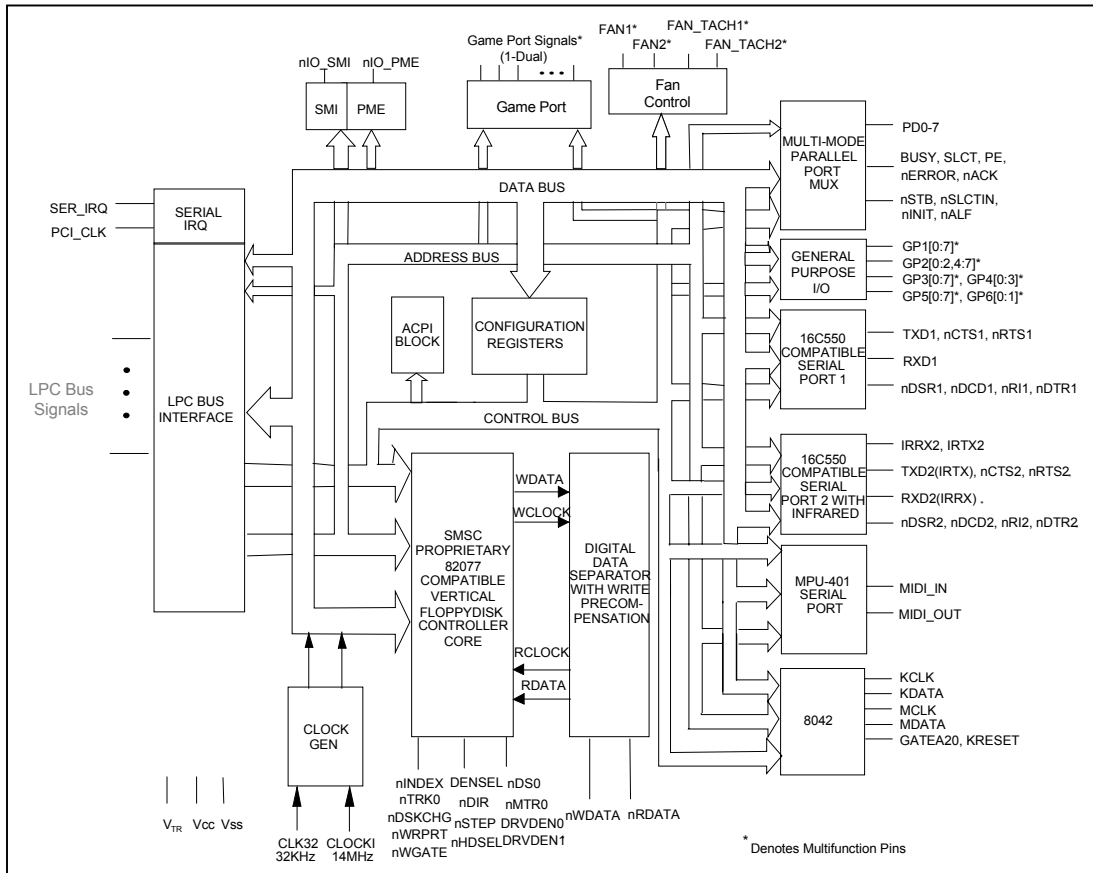 FAN1*
FAN_TACH1*
Game Port Signals*
(1-Dual)
FAN2*
FAN_TACH2*
nIO_SMI
nIO_PME
SMI
PME
Game Port
Fan
Control
MULTI-MODE
PARALLEL
PORT
MUX
PD0-7
BUSY, SLCT, PE,
nERROR, nACK
nSTB, nSLCTIN,
nINIT, nALF
DATA BUS
SER_IRQ
PCI_CLK
SERIAL
IRQ
ADDRESS BUS
GENERAL
PURPOSE
I/O
GP1[0:7]*
GP2[0:2,4:7]*
GP3[0:7]*, GP4[0:3]*
GP5[0:7]*, GP6[0:1]*
ACPI
BLOCK
CONFIGURATION
REGISTERS
16C550
COMPATIBLE
SERIAL
PORT 1
TXD1, nCTS1, nRTS1
RXD1
nDSR1, nDCD1, nRI1, nDTR1
LPC Bus
Signals
LPC BUS
INTERFACE
CONTROL BUS
16C550
COMPATIBLE
SERIAL
PORT 2 WITH
INFRARED
IRRX2, IRTX2
TXD2(IRTX), nCTS2, nRTS2.
RXD2(IRRX) .
nDSR2, nDCD2, nRI2, nDTR2
WDATA
WCLOCK
SMSC
PROPRIETARY
82077
COMPATIBLE
VERTICAL
FLOPPYDISK
CONTROLLER
CORE
DIGITAL
DATA
SEPARATOR
WITH WRITE
PRECOM-
PENSATION
RCLOCK
RDATA
MPU-401
SERIAL
PORT
MIDI_IN
MIDI_OUT
8042
KCLK
KDATA
MCLK
MDATA
GATEA20, KRESET
CLOCK
GEN
VTR
Vcc
Vss
CLK32
32KHz
CLOCKI
14MHz
nINDEX
nTRK0
nDSKCHG
nWRPRT
nWGATE
DENSEL
nDIR
nSTEP
nHDSEL
nDS0
nMTR0
DRVDEN0
DRVDEN1
nWDATA
nRDATA
* Denotes Multifunction Pins